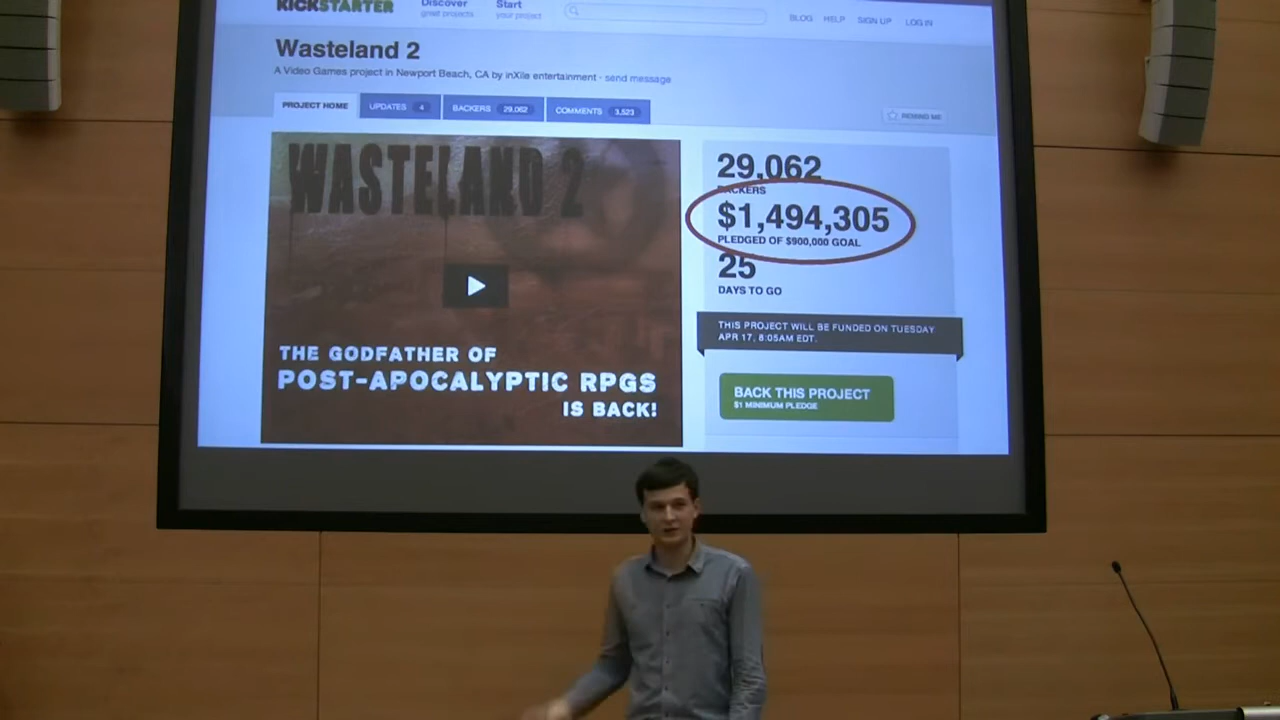 KICKSTARTER
Discover
great projects
Start
your project
BLOG HELP SIGN UP LOG IN
Wasteland 2
A Video Games project in Newport Beach, CA by inXile entertainment · send message
PROJECT HOME UPDATES 4 BACKERS 29,062 COMMENTS 3,523
REMIND ME
WASTELAND 2
THE GODFATHER OF
POST-APOCALYPTIC RPGS
IS BACK!
29,062
BACKERS
$1,494,305
PLEDGED OF $900,000 GOAL
25
DAYS TO GO
THIS PROJECT WILL BE FUNDED ON TUESDAY
APR 17, 8:05AM EDT.
BACK THIS PROJECT
$1 MINIMUM PLEDGE